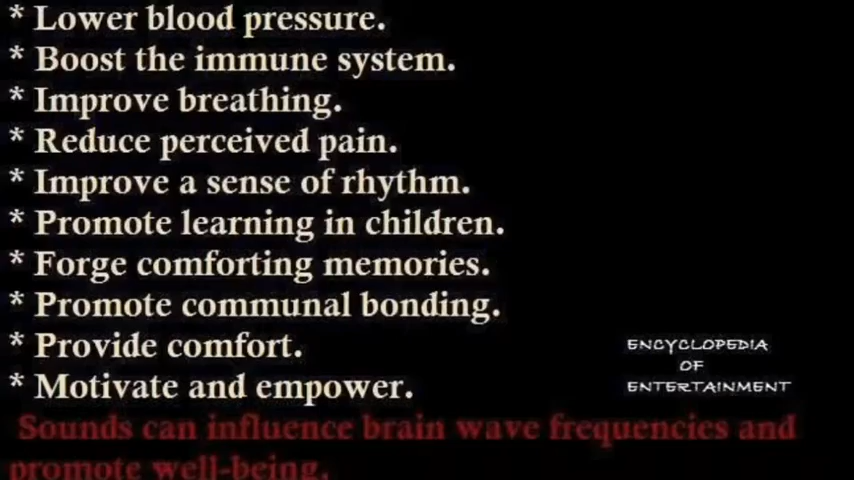 * Lower blood pressure.
* Boost the immune system.
* Improve breathing.
* Reduce perceived pain.
* Improve a sense of rhythm.
* Promote learning in children.
* Forge comforting memories.
* Promote communal bonding.
* Provide comfort.
* Motivate and empower.
ENCYCLOPEDIA
OF
ENTERTAINMENT
Sounds can influence brain wave frequencies and
promote well-being.